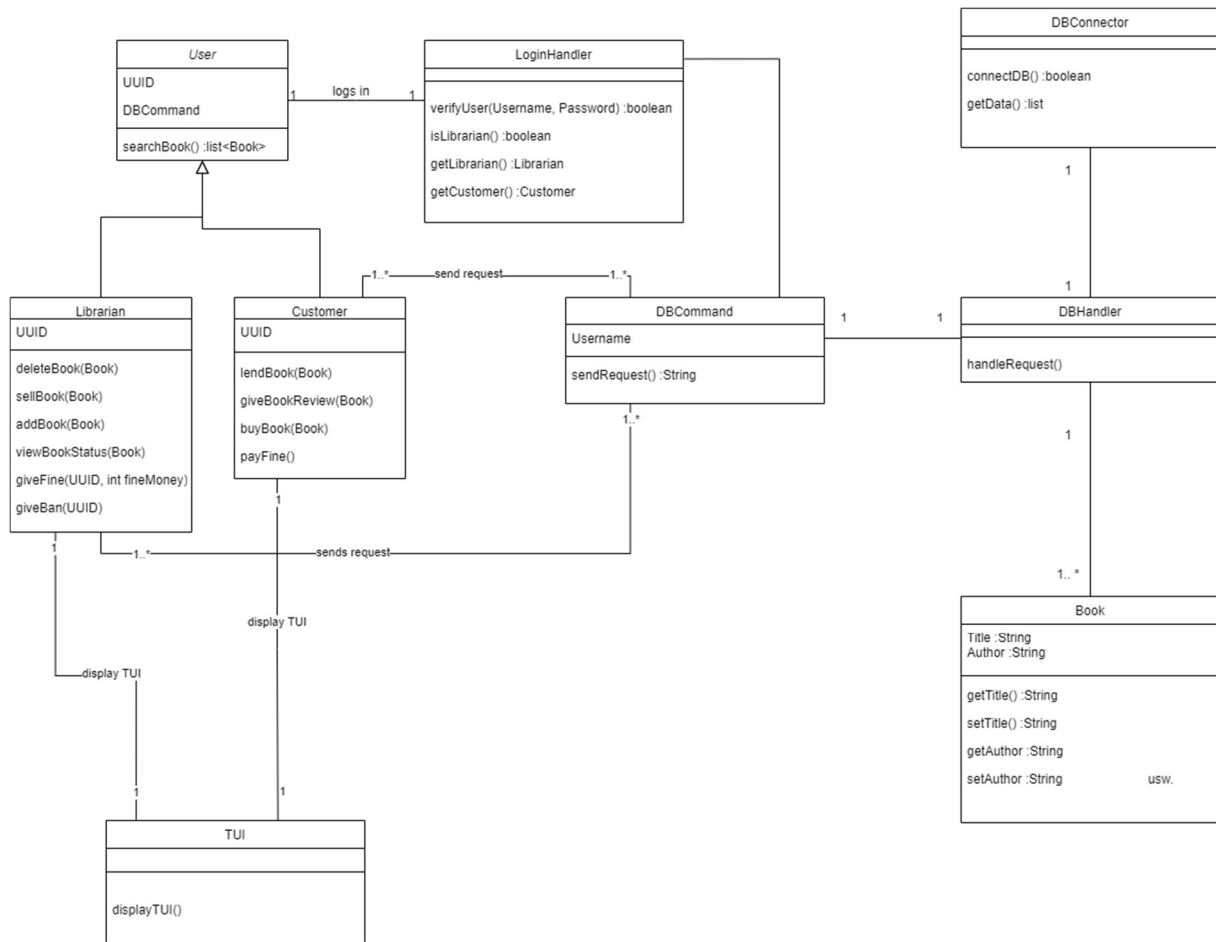 User
UUID
DBCommand
searchBook() :list<Book>
1
logs in
1
LoginHandler
verifyUser(Username, Password) :boolean
isLibrarian() :boolean
getLibrarian() :Librarian
getCustomer() :Customer
DBConnector
connectDB() :boolean
getData() :list
1
1
Librarian
UUID
deleteBook(Book)
sellBook(Book)
addBook(Book)
viewBookStatus(Book)
giveFine(UUID, int fineMoney)
giveBan(UUID)
Customer
UUID
lendBook(Book)
giveBookReview(Book)
buyBook(Book)
payFine()
1..*
send request
1..*
DBCommand
Username
sendRequest() :String
1
1
DBHandler
handleRequest()
1..*
1
1
1
1..*
sends request
display TUI
display TUI
1
1
1.. *
Book
Title :String
Author :String
getTitle() :String
setTitle() :String
getAuthor :String
setAuthor :String
usw.
TUI
displayTUI()